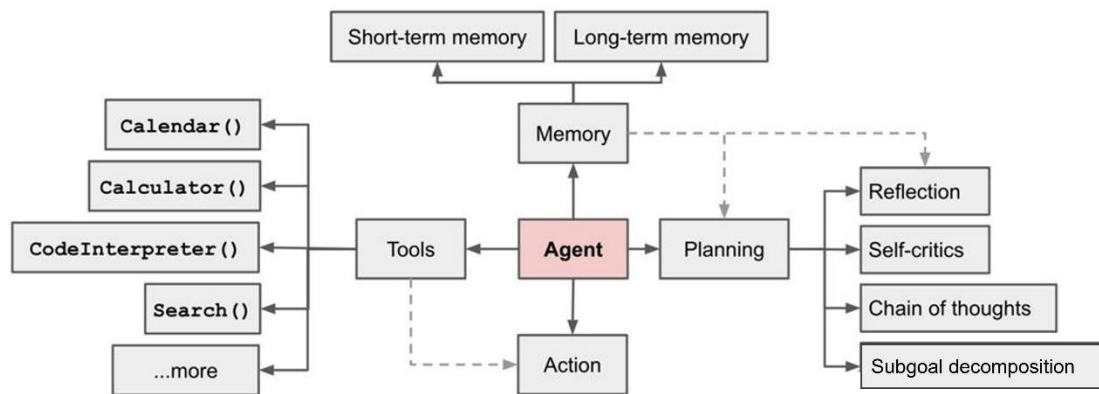 Short-term memory
Long-term memory
Calendar()
Memory
Calculator()
Reflection
CodeInterpreter()
Tools
Agent
Planning
Self-critics
Search()
Chain of thoughts
...more
Action
Subgoal decomposition